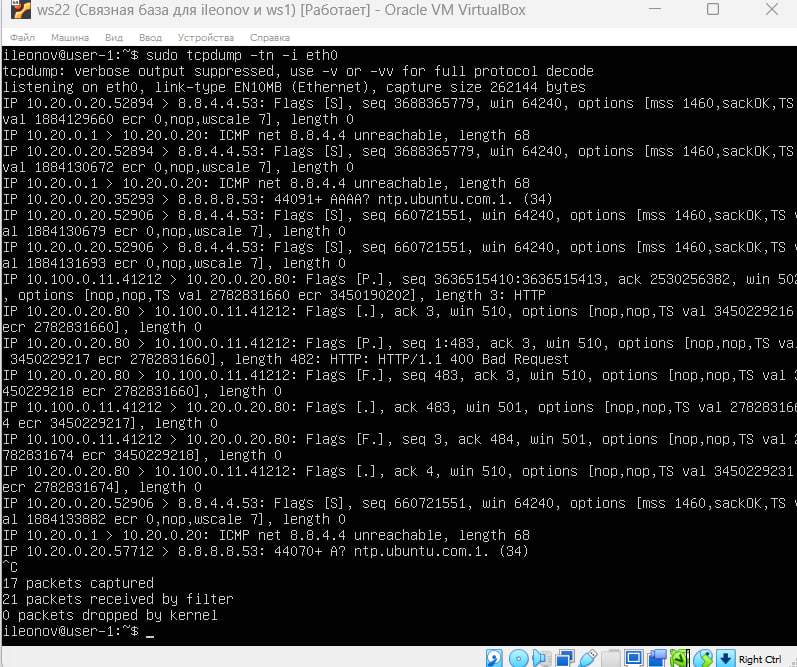 ws22 (Связная база для ileonov и ws1) [Работает] - Oracle VM VirtualBox
Файл Машина Вид Ввод Устройства Справка
ileonov@user-1:~$ sudo tcpdump -tn -i eth0
tcpdump: verbose output suppressed, use -v or -vv for full protocol decode
listening on eth0, link-type EN10MB (Ethernet), capture size 262144 bytes
IP 10.20.0.20.52894 > 8.8.4.4.53: Flags [S], seq 3688365779, win 64240, options [mss 1460,sackOK,TS
val 1884129660 ecr 0,nop,wscale 7], length 0
IP 10.20.0.1 > 10.20.0.20: ICMP net 8.8.4.4 unreachable, length 68
IP 10.20.0.20.52894 > 8.8.4.4.53: Flags [S], seq 3688365779, win 64240, options [mss 1460,sackOK,TS
val 1884130672 ecr 0,nop,wscale 7], length 0
IP 10.20.0.1 > 10.20.0.20: ICMP net 8.8.4.4 unreachable, length 68
IP 10.20.0.20.35293 > 8.8.8.8.53: 44091+ AAAA? ntp.ubuntu.com.1. (34)
IP 10.20.0.20.52906 > 8.8.4.4.53: Flags [S], seq 660721551, win 64240, options [mss 1460,sackOK,TS v
al 1884130679 ecr 0,nop,wscale 7], length 0
IP 10.20.0.20.52906 > 8.8.4.4.53: Flags [S], seq 660721551, win 64240, options [mss 1460,sackOK,TS v
al 1884131693 ecr 0,nop,wscale 7], length 0
IP 10.100.0.11.41212 > 10.20.0.20.80: Flags [P.], seq 3636515410:3636515413, ack 2530256382, win 502
, options [nop,nop,TS val 2782831660 ecr 3450190202], length 3: HTTP
IP 10.20.0.20.80 > 10.100.0.11.41212: Flags [.], ack 3, win 510, options [nop,nop,TS val 3450229216
ecr 2782831660], length 0
IP 10.20.0.20.80 > 10.100.0.11.41212: Flags [P.], seq 1:483, ack 3, win 510, options [nop,nop,TS val
3450229217 ecr 2782831660], length 482: HTTP: HTTP/1.1 400 Bad Request
IP 10.20.0.20.80 > 10.100.0.11.41212: Flags [F.], seq 483, ack 3, win 510, options [nop,nop,TS val 3
450229218 ecr 2782831660], length 0
IP 10.100.0.11.41212 > 10.20.0.20.80: Flags [.], ack 483, win 501, options [nop,nop,TS val 278283167
4 ecr 3450229217], length 0
IP 10.100.0.11.41212 > 10.20.0.20.80: Flags [F.], seq 3, ack 484, win 501, options [nop,nop,TS val 2
782831674 ecr 3450229218], length 0
IP 10.20.0.20.80 > 10.100.0.11.41212: Flags [.], ack 4, win 510, options [nop,nop,TS val 3450229231
ecr 2782831674], length 0
IP 10.20.0.20.52906 > 8.8.4.4.53: Flags [S], seq 660721551, win 64240, options [mss 1460,sackOK,TS v
al 1884133882 ecr 0,nop,wscale 7], length 0
IP 10.20.0.1 > 10.20.0.20: ICMP net 8.8.4.4 unreachable, length 68
IP 10.20.0.20.57712 > 8.8.8.8.53: 44070+ A? ntp.ubuntu.com.1. (34)
^C
17 packets captured
21 packets received by filter
0 packets dropped by kernel
ileonov@user-1:~$ _
Right Ctrl